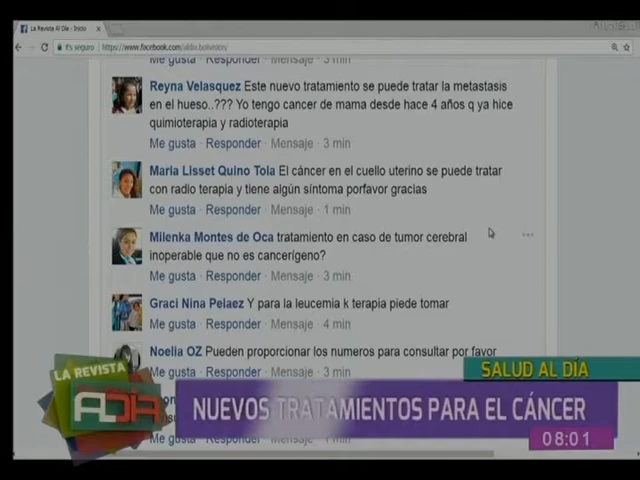 La Revista Al Día - Inicio
Es seguro
https://www.facebook.com/aldia.bolivision/
Me gusta · Responder · Mensaje · 3 min
Reyna Velasquez Este nuevo tratamiento se puede tratar la metastasis
en el hueso..??? Yo tengo cancer de mama desde hace 4 años q ya hice
quimioterapia y radioterapia
Me gusta · Responder · Mensaje · 3 min
Maria Lisset Quino Tola El cáncer en el cuello uterino se puede tratar
con radio terapia y tiene algún síntoma porfavor gracias
Me gusta · Responder · Mensaje · 1 min
Milenka Montes de Oca tratamiento en caso de tumor cerebral
inoperable que no es cancerígeno?
Me gusta · Responder · Mensaje · 3 min
Graci Nina Pelaez Y para la leucemia k terapia piede tomar
Me gusta · Responder · Mensaje · 4 min
Noelia OZ Pueden proporcionar los numeros para consultar por favor
Me gusta · Responder · Mensaje · 3 min
SALUD AL DÍA
LA REVISTA
ALDÍA
NUEVOS TRATAMIENTOS PARA EL CÁNCER
08:01
Me gusta · Responder · Mensaje · 1 min